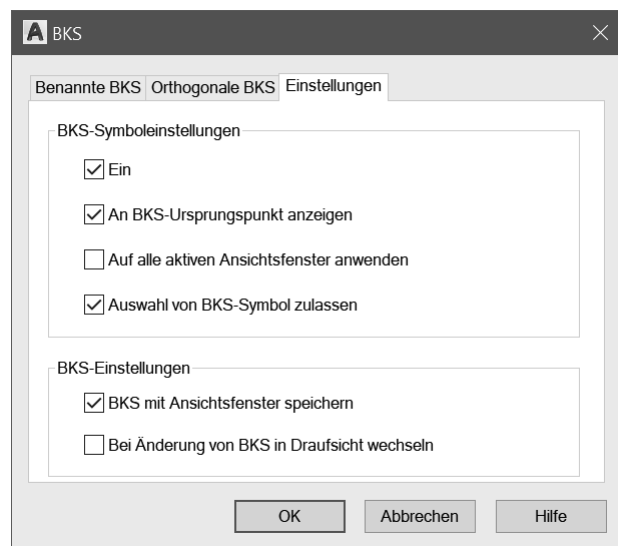 BKS
Benannte BKS Orthogonale BKS Einstellungen
BKS-Symboleinstellungen
Ein
An BKS-Ursprungspunkt anzeigen
Auf alle aktiven Ansichtsfenster anwenden
Auswahl von BKS-Symbol zulassen
BKS-Einstellungen
BKS mit Ansichtsfenster speichern
Bei Änderung von BKS in Draufsicht wechseln
OK Abbrechen Hilfe